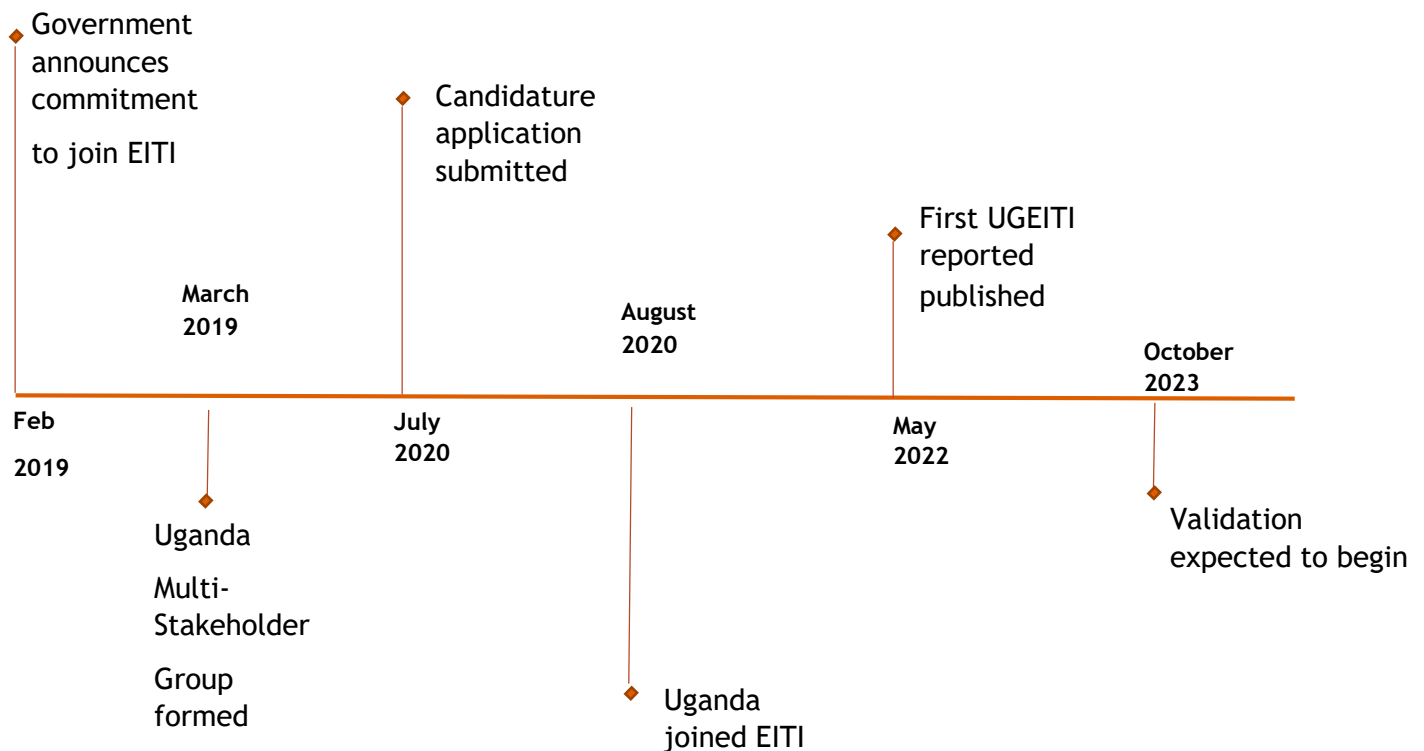 Government
announces
commitment
to join EITI
Feb
2019
March
2019
Uganda
Multi-
Stakeholder
Group
formed
Candidature
application
submitted
July
2020
August
2020
Uganda
joined EITI
First UGEITI
reported
published
May
2022
October
2023
Validation
expected to begin